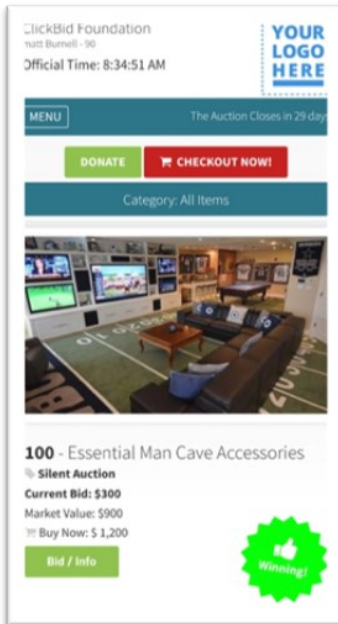 ClickBid Foundation
matt Burnell - 90
Official Time: 8:34:51 AM
YOUR
LOGO
HERE
MENU
The Auction Closes in 29 days
DONATE
CHECKOUT NOW!
Category: All Items
100 - Essential Man Cave Accessories
Silent Auction
Current Bid: $300
Market Value: $900
Buy Now: $ 1,200
Bid / Info
Winning!